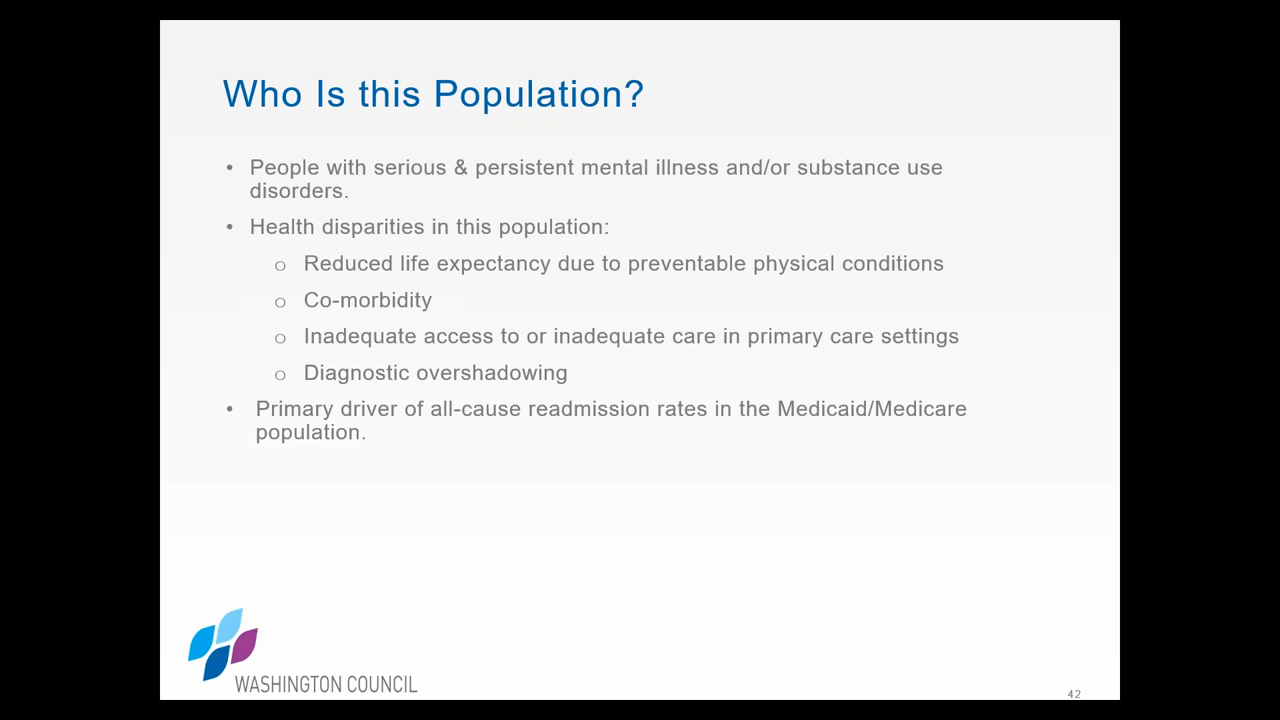 Who Is this Population?
• People with serious & persistent mental illness and/or substance use
disorders.
• Health disparities in this population:
o Reduced life expectancy due to preventable physical conditions
o Co-morbidity
o Inadequate access to or inadequate care in primary care settings
o Diagnostic overshadowing
• Primary driver of all-cause readmission rates in the Medicaid/Medicare
population.
WASHINGTON COUNCIL
42